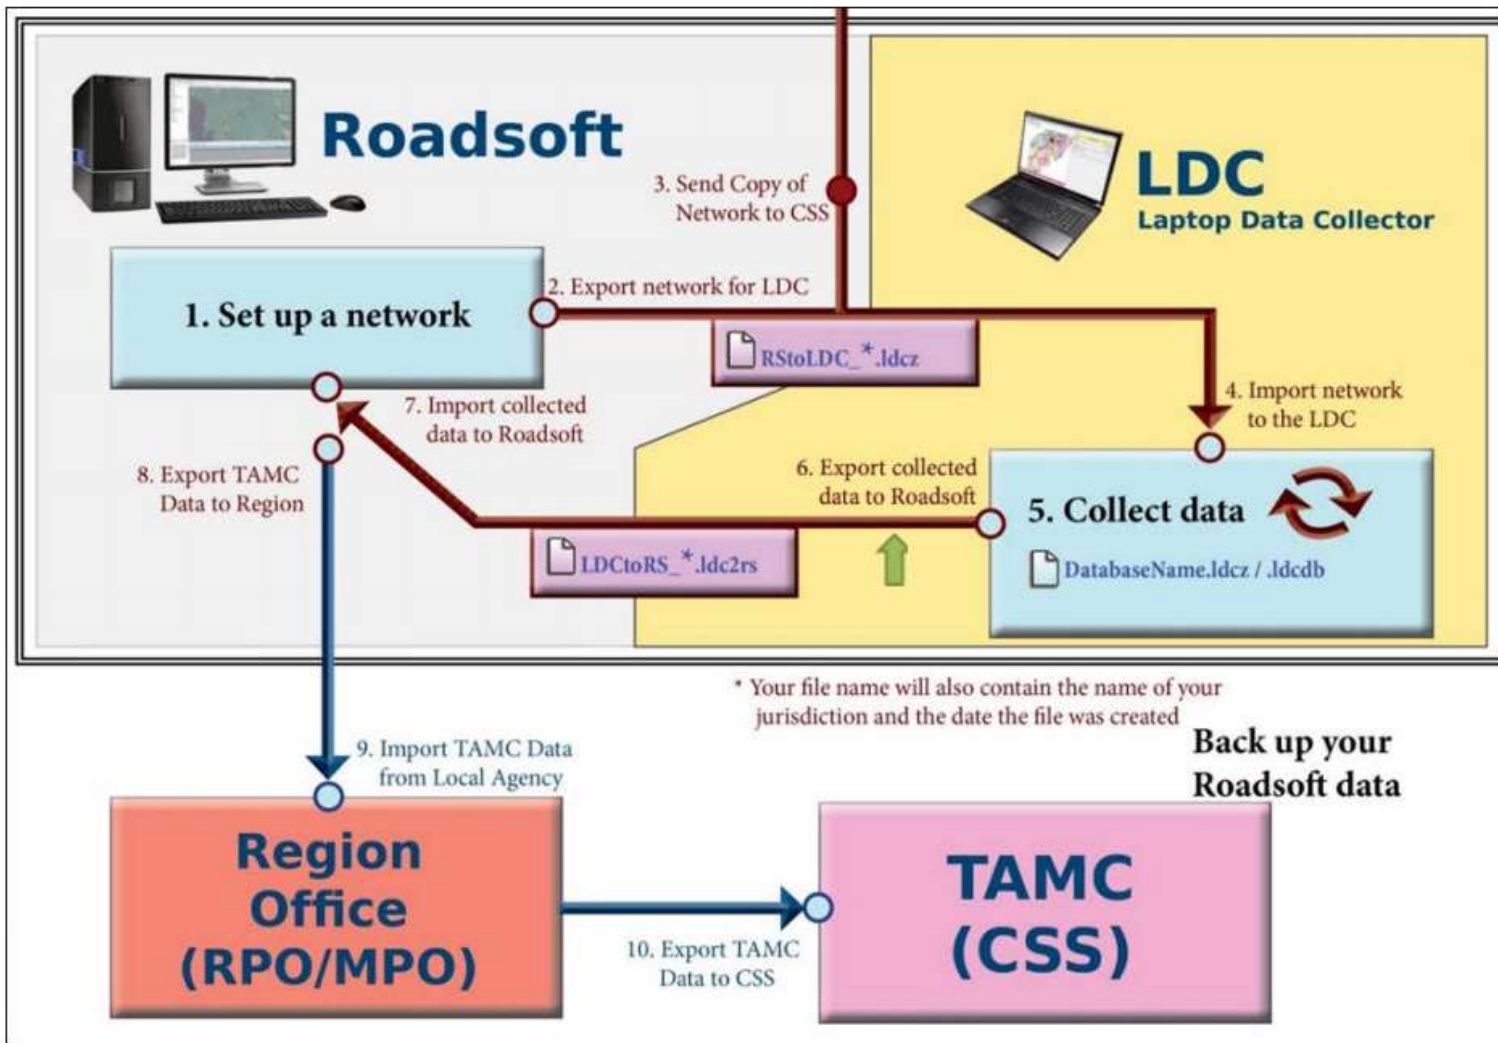 Roadsoft
LDC
Laptop Data Collector
3. Send Copy of
Network to CSS
1. Set up a network
2. Export network for LDC
RStoLDC_*.ldcz
4. Import network
to the LDC
7. Import collected
data to Roadsoft
8. Export TAMC
Data to Region
6. Export collected
data to Roadsoft
5. Collect data
DatabaseName.ldcz / .ldcdb
LDCtoRS_*.ldc2rs
* Your file name will also contain the name of your
jurisdiction and the date the file was created
Back up your
Roadsoft data
9. Import TAMC Data
from Local Agency
Region
Office
(RPO/MPO)
10. Export TAMC
Data to CSS
TAMC
(CSS)